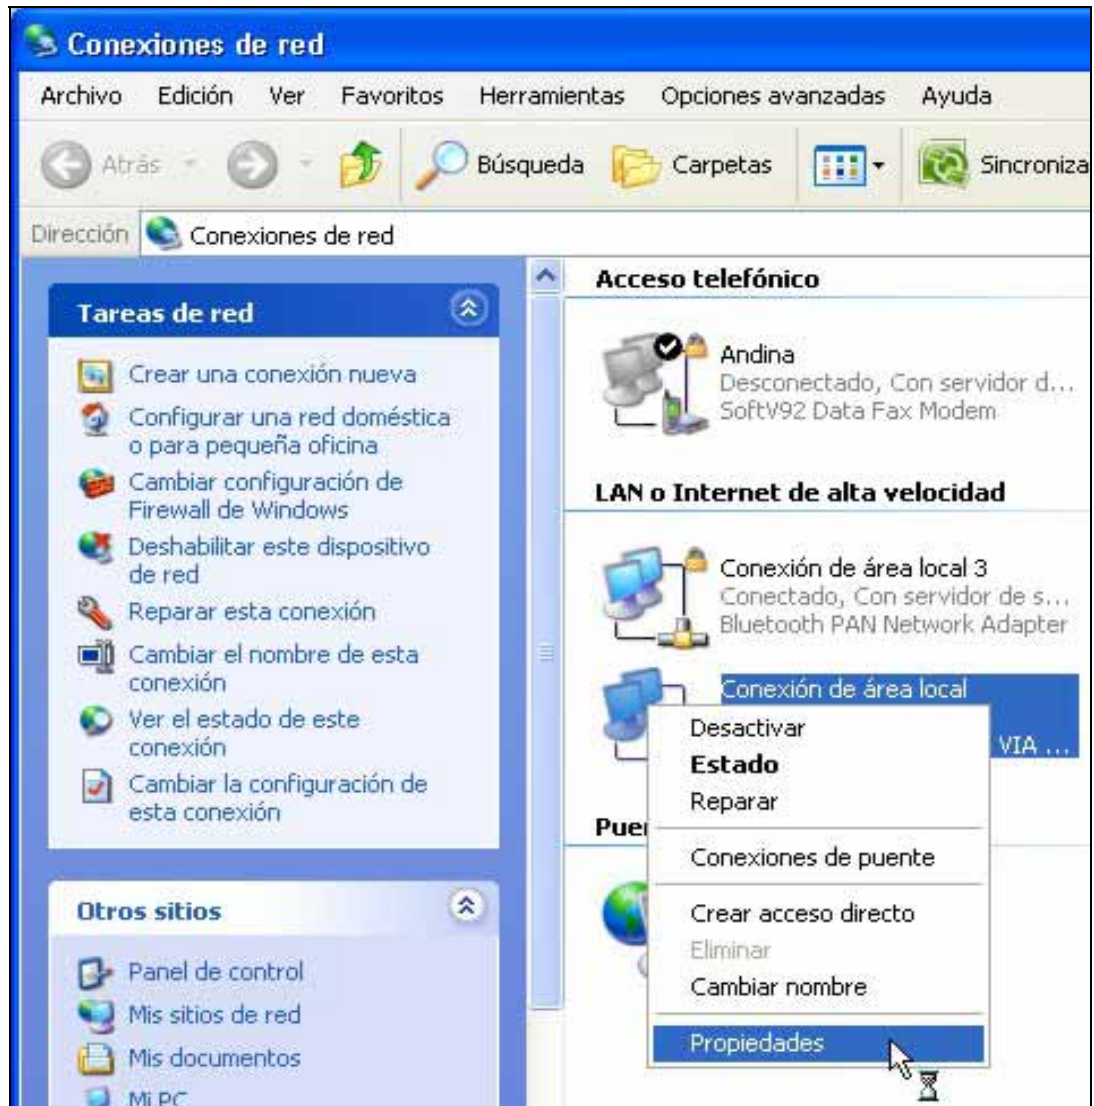 Conexiones de red
Archivo Edición Ver Favoritos Herramientas Opciones avanzadas Ayuda
Atrás Búsqueda Carpetas Sincroniza
Dirección Conexiones de red
Tareas de red
Crear una conexión nueva
Configurar una red doméstica
o para pequeña oficina
Cambiar configuración de
Firewall de Windows
Deshabilitar este dispositivo
de red
Reparar esta conexión
Cambiar el nombre de esta
conexión
Ver el estado de este
conexión
Cambiar la configuración de
esta conexión
Otros sitios
Panel de control
Mis sitios de red
Mis documentos
Mi PC
Acceso telefónico
Andina
Desconectado, Con servidor d...
SoftV92 Data Fax Modem
LAN o Internet de alta velocidad
Conexión de área local 3
Conectado, Con servidor de s...
Bluetooth PAN Network Adapter
Conexión de área local
VIA ...
Puer
Desactivar
Estado
Reparar
Conexiones de puente
Crear acceso directo
Eliminar
Cambiar nombre
Propiedades